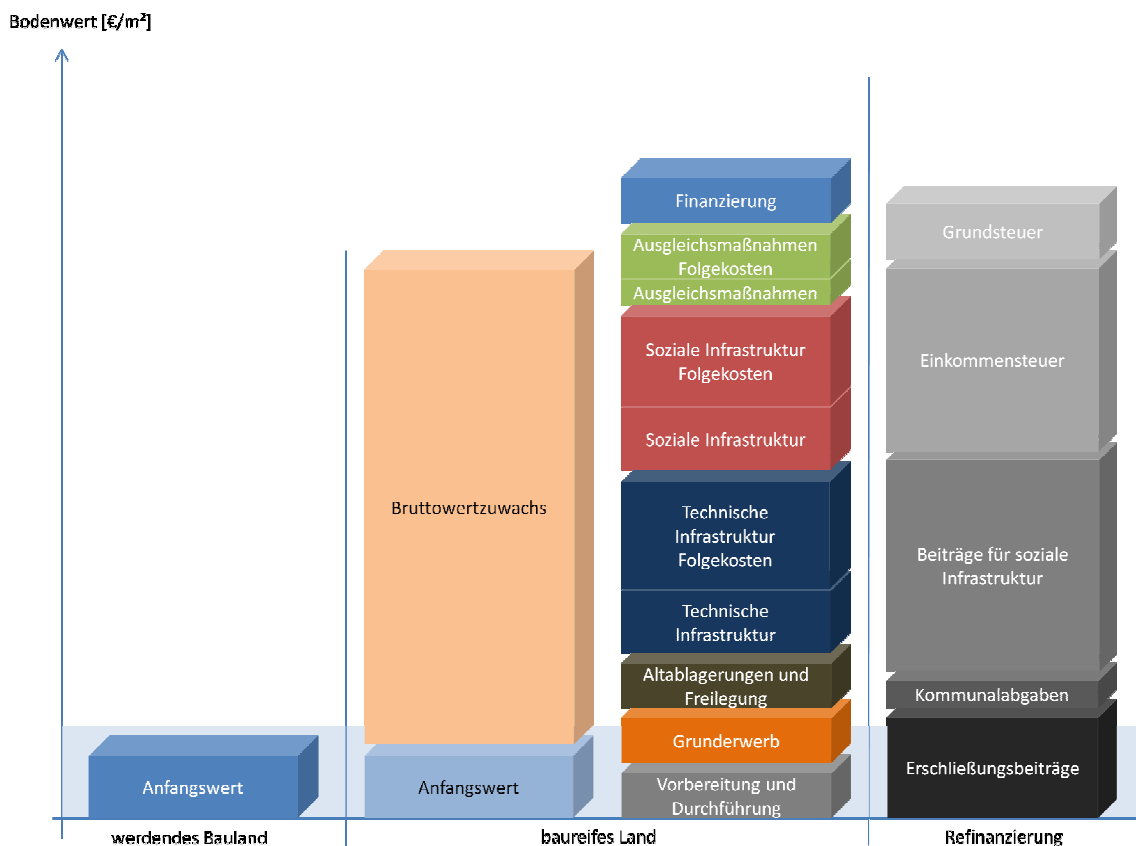 Bodenwert [€/m²]
Anfangswert
Bruttowertzuwachs
Anfangswert
Finanzierung
Ausgleichsmaßnahmen
Folgekosten
Ausgleichsmaßnahmen
Soziale Infrastruktur
Folgekosten
Soziale Infrastruktur
Technische
Infrastruktur
Folgekosten
Technische
Infrastruktur
Altablagerungen und
Freilegung
Grunderwerb
Vorbereitung und
Durchführung
Grundsteuer
Einkommensteuer
Beiträge für soziale
Infrastruktur
Kommunalabgaben
Erschließungsbeiträge
werdendes Bauland
baureifes Land
Refinanzierung